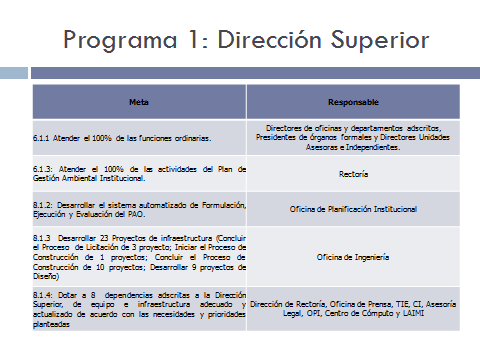 Programa 1: Dirección Superior
Meta
Responsable
6.1.1 Atender el 100% de las funciones ordinarias.
Directores de oficinas y departamentos adscritos,
Presidentes de órganos formales y Directores Unidades
Asesoras e Independientes.
6.1.3: Atender el 100% de las actividades del Plan de
Gestión Ambiental Institucional.
Rectoría
8.1.2: Desarrollar el sistema automatizado de Formulación,
Ejecución y Evaluación del PAO.
Oficina de Planificación Institucional
8.1.3 Desarrollar 23 Proyectos de infraestructura (Concluir
el Proceso de Licitación de 3 proyecto; Iniciar el Proceso de
Construcción de 1 proyectos; Concluir el Proceso de
Construcción de 10 proyectos; Desarrollar 9 proyectos de
Diseño)
Oficina de Ingeniería
8.1.4: Dotar a 8 dependencias adscritas a la Dirección
Superior, de equipo e infraestructura adecuado y
actualizado de acuerdo con las necesidades y prioridades
planteadas
Dirección de Rectoría, Oficina de Prensa, TIE, CI, Asesoría
Legal, OPI, Centro de Cómputo y LAIMI